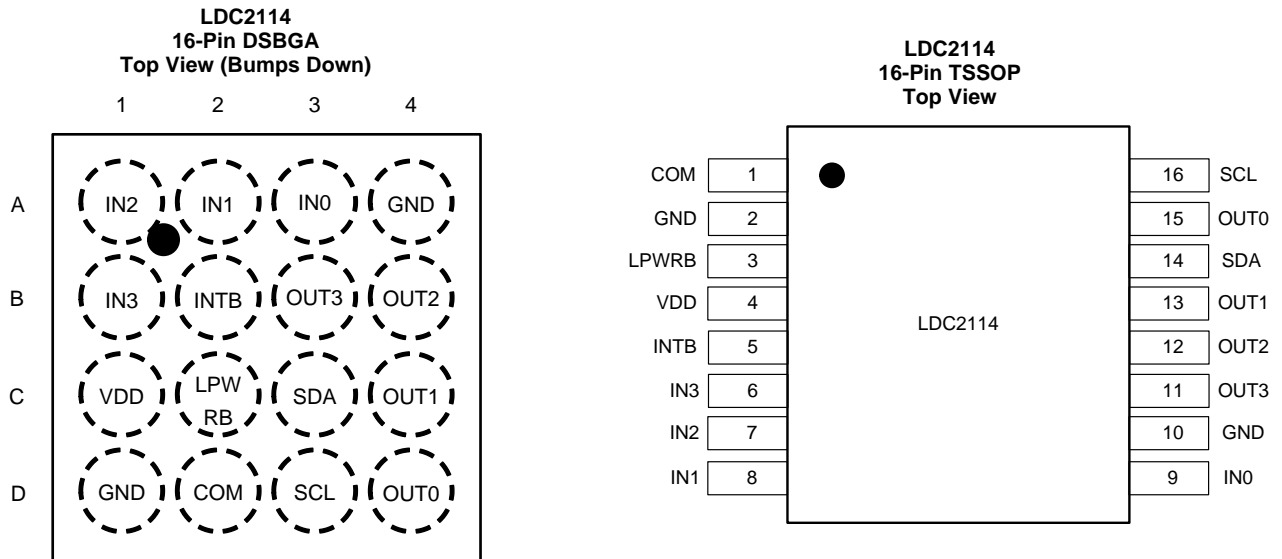 LDC2114
16-Pin DSBGA
Top View (Bumps Down)
1 2 3 4
A IN2 IN1 IN0 GND
B IN3 INTB OUT3 OUT2
C VDD LPW RB SDA OUT1
D GND COM SCL OUT0
LDC2114
16-Pin TSSOP
Top View
COM 1 16 SCL
GND 2 15 OUT0
LPWRB 3 14 SDA
VDD 4 13 OUT1
LDC2114
INTB 5 12 OUT2
IN3 6 11 OUT3
IN2 7 10 GND
IN1 8 9 IN0